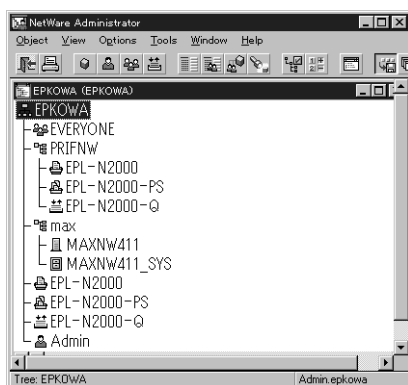 NetWare Administrator
Object View Options Tools Window Help
EPKOWA (EPKOWA)
EPKOWA
EVERYONE
PRIFNW
EPL-N2000
EPL-N2000-PS
EPL-N2000-Q
max
MAXNW411
MAXNW411_SYS
EPL-N2000
EPL-N2000-PS
EPL-N2000-Q
Admin
Tree: EPKOWA Admin.epkowa